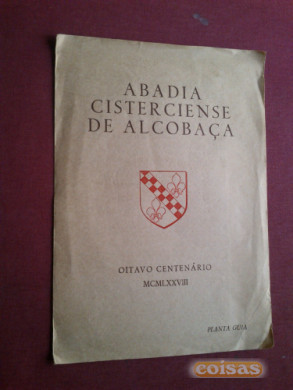 ABADIA
CISTERCIENSE
DE ALCOBAÇA
OITAVO CENTENÁRIO
MCMLXXVIII
PLANTA GUIA
coisas